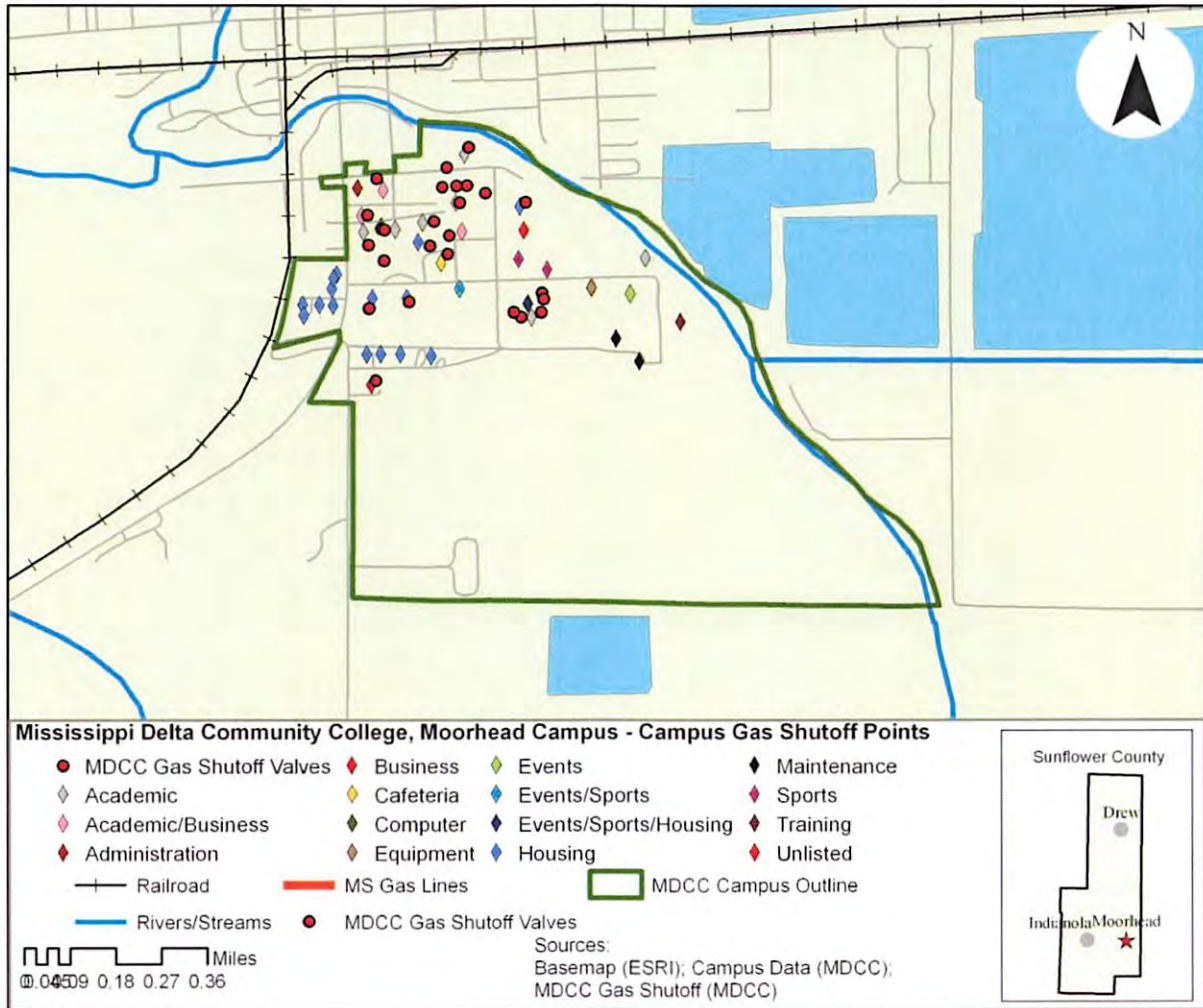 N
Mississippi Delta Community College, Moorhead Campus - Campus Gas Shutoff Points
MDCC Gas Shutoff Valves
Business
Events
Maintenance
Academic
Cafeteria
Events/Sports
Sports
Academic/Business
Computer
Events/Sports/Housing
Training
Administration
Equipment
Housing
Unlisted
Railroad
MS Gas Lines
MDCC Campus Outline
Rivers/Streams
MDCC Gas Shutoff Valves
Miles
0 0.045 0.09 0.18 0.27 0.36
Sources:
Basemap (ESRI); Campus Data (MDCC);
MDCC Gas Shutoff (MDCC)
Sunflower County
Drew
Indianola Moorhead